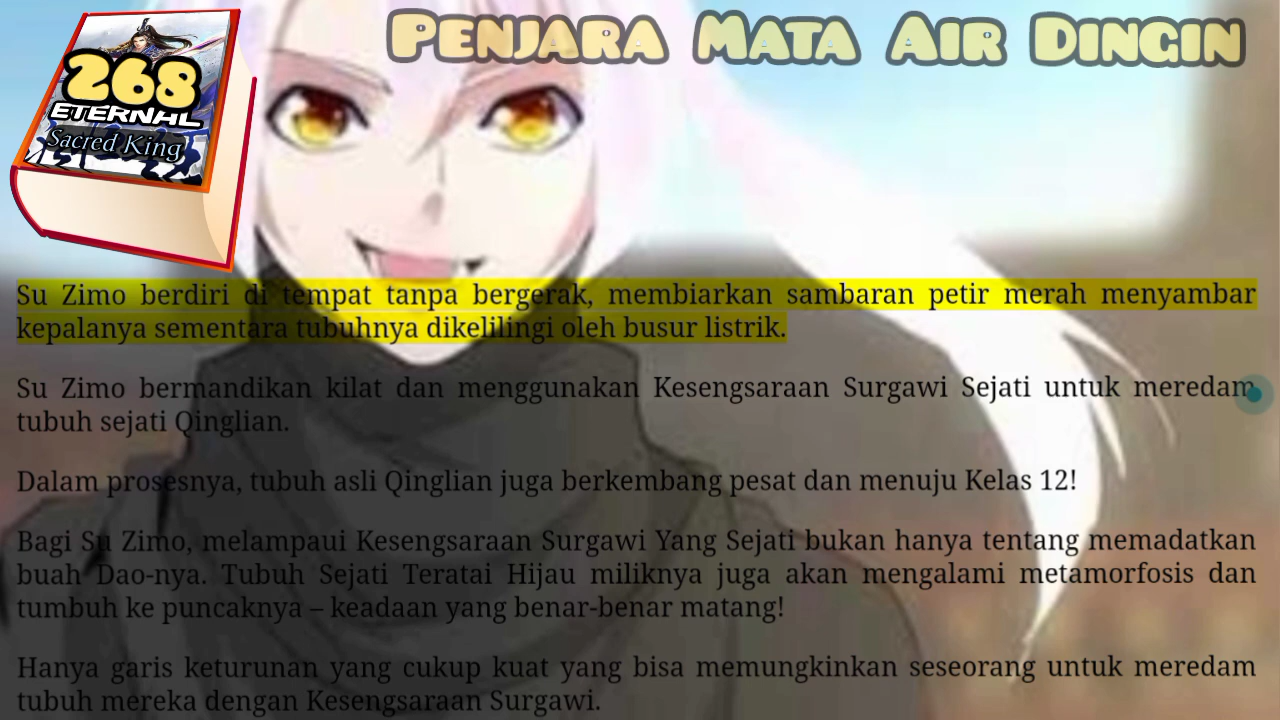 PENJARA MATA AIR DINGIN
268
ETERNAL
Sacred King
Su Zimo berdiri di tempat tanpa bergerak, membiarkan sambaran petir merah menyambar
kepalanya sementara tubuhnya dikelilingi oleh busur listrik.
Su Zimo bermandikan kilat dan menggunakan Kesengsaraan Surgawi Sejati untuk meredam
tubuh sejati Qinglian.
Dalam prosesnya, tubuh asli Qinglian juga berkembang pesat dan menuju Kelas 12!
Bagi Su Zimo, melampaui Kesengsaraan Surgawi Yang Sejati bukan hanya tentang memadatkan
buah Dao-nya. Tubuh Sejati Teratai Hijau miliknya juga akan mengalami metamorfosis dan
tumbuh ke puncaknya – keadaan yang benar-benar matang!
Hanya garis keturunan yang cukup kuat yang bisa memungkinkan seseorang untuk meredam
tubuh mereka dengan Kesengsaraan Surgawi.